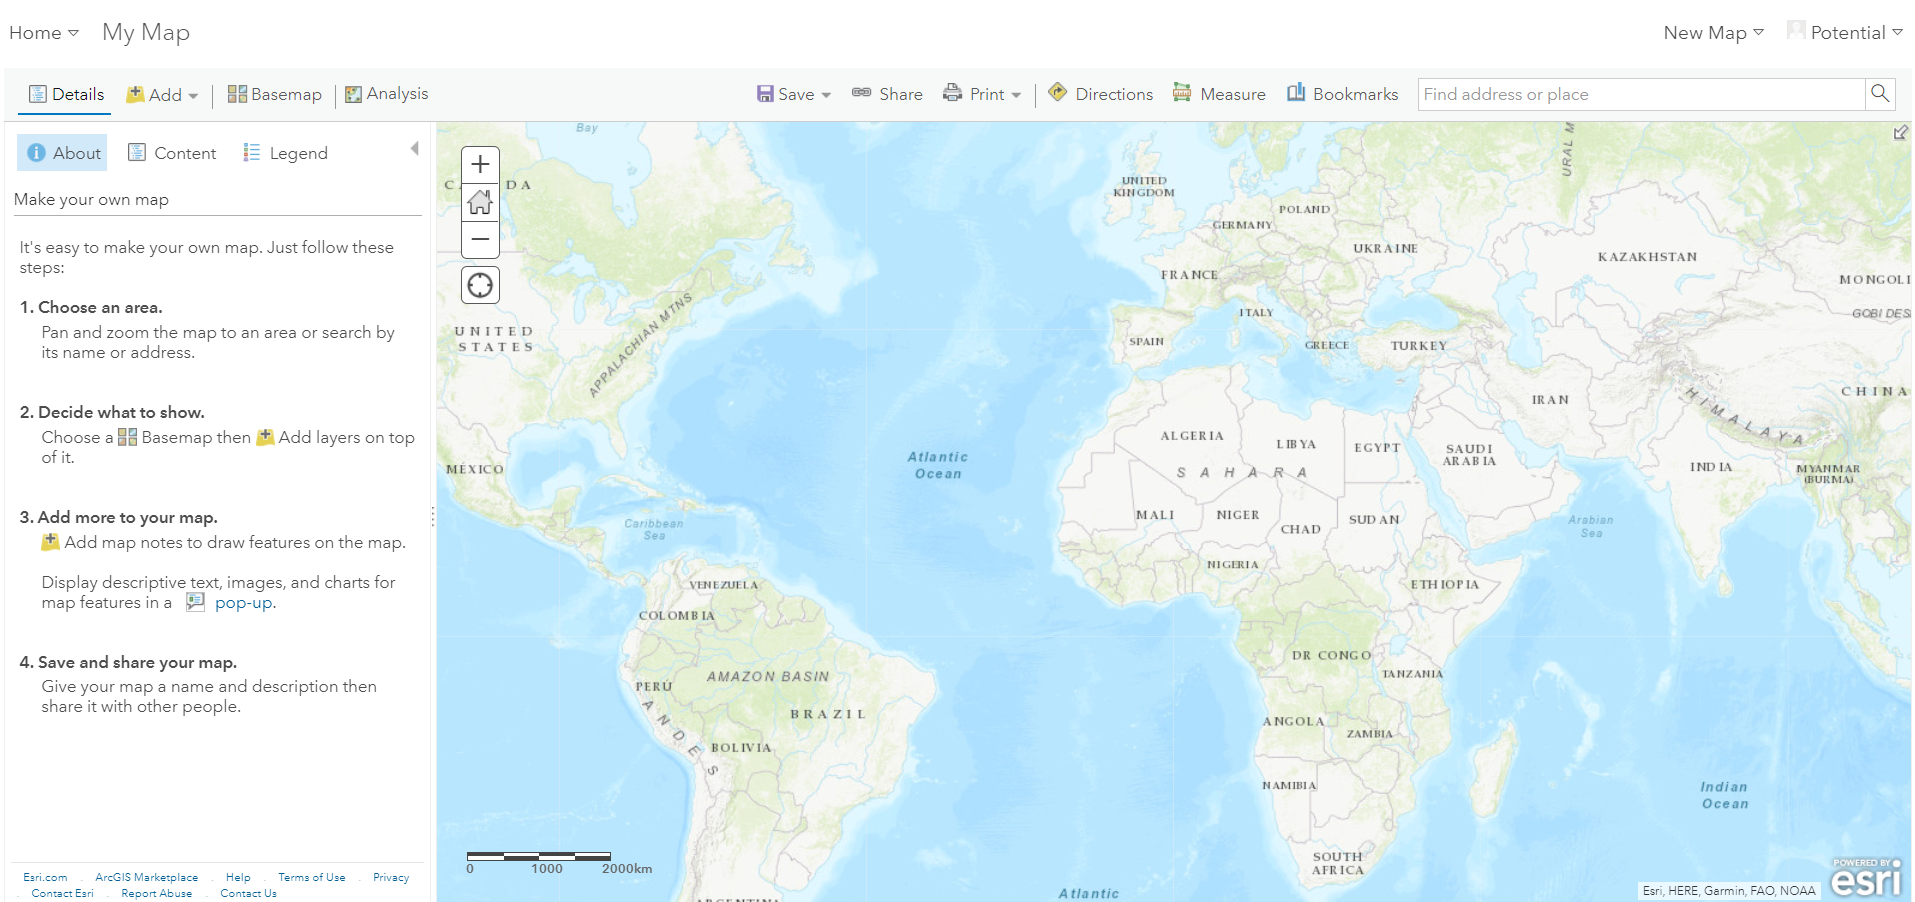 Home
My Map
New Map
Potential
Details
Add
Basemap
Analysis
Save
Share
Print
Directions
Measure
Bookmarks
Find address or place
About
Content
Legend
Make your own map
It's easy to make your own map. Just follow these
steps:
1. Choose an area.
Pan and zoom the map to an area or search by
its name or address.
2. Decide what to show.
Choose a Basemap then Add layers on top
of it.
3. Add more to your map.
Add map notes to draw features on the map.
Display descriptive text, images, and charts for
map features in a pop-up.
4. Save and share your map.
Give your map a name and description then
share it with other people.
Esri.com . ArcGIS Marketplace . Help . Terms of Use . Privacy
. Contact Esri . Report Abuse . Contact Us
Bay
URAL M
UNITED
KINGDOM
POLAND
GERMANY
UKRAINE
KAZAKHSTAN
FRANCE
MONGOLI
ITALY
GOBI DES
UNITED
STATES
APPALACHIAN MTNS
SPAIN
GREECE
TURKEY
IRAN
CHINA
HIMALAYA
ALGERIA
LIBYA
EGYPT
SAUDI
ARABIA
Atlantic
Ocean
SAHARA
MÉXICO
INDIA
MYANMAR
(BURMA)
MALI
NIGER
CHAD
SUDAN
Caribbean
Sea
Arabian
Sea
NIGERIA
ETHIOPIA
VENEZUELA
COLOMBIA
DR CONGO
TANZANIA
AMAZON BASIN
PERÚ
BRAZIL
ANDES
ANGOLA
ZAMBIA
BOLIVIA
NAMIBIA
Indian
Ocean
SOUTH
AFRICA
0 1000 2000km
Atlantic
POWERED BY
esri
Esri, HERE, Garmin, FAO, NOAA